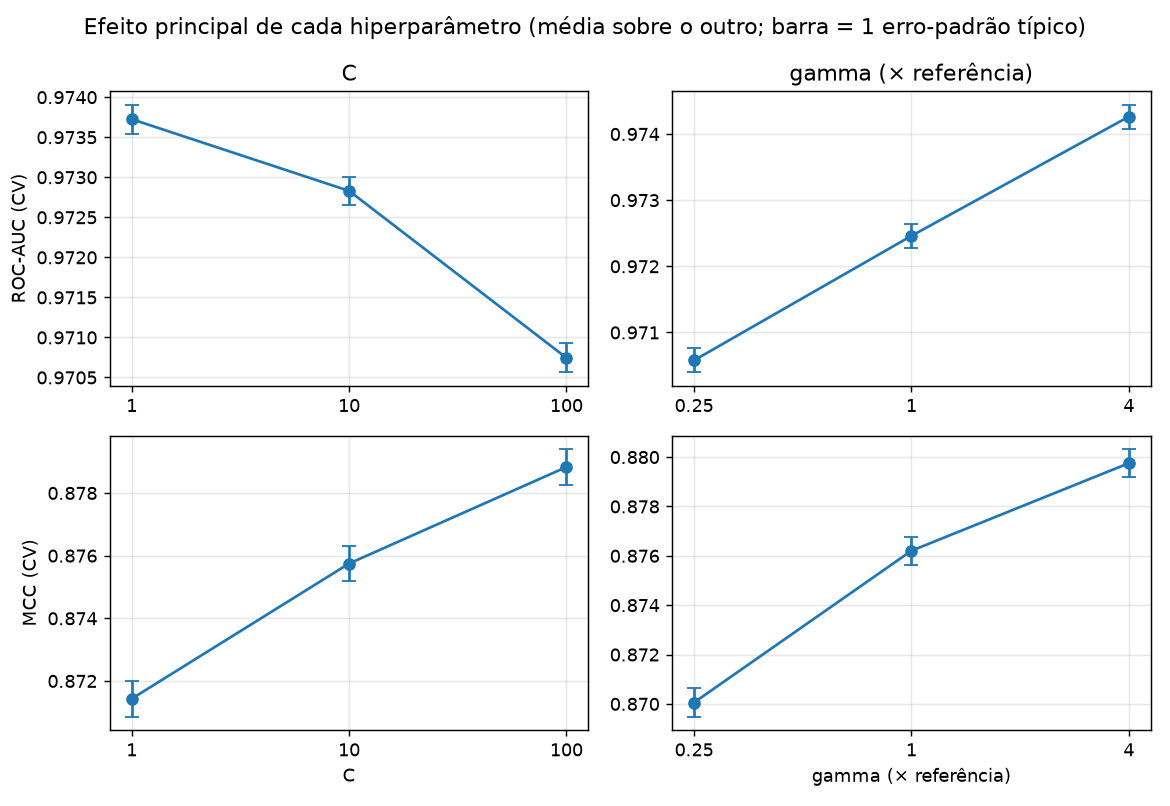 Efeito principal de cada hiperparâmetro (média sobre o outro; barra = 1 erro-padrão típico)
C
ROC-AUC (CV)
0.9740
0.9735
0.9730
0.9725
0.9720
0.9715
0.9710
0.9705
1 10 100
gamma (× referência)
0.974
0.973
0.972
0.971
0.25 1 4
MCC (CV)
0.878
0.876
0.874
0.872
1 10 100
C
0.880
0.878
0.876
0.874
0.872
0.870
0.25 1 4
gamma (× referência)